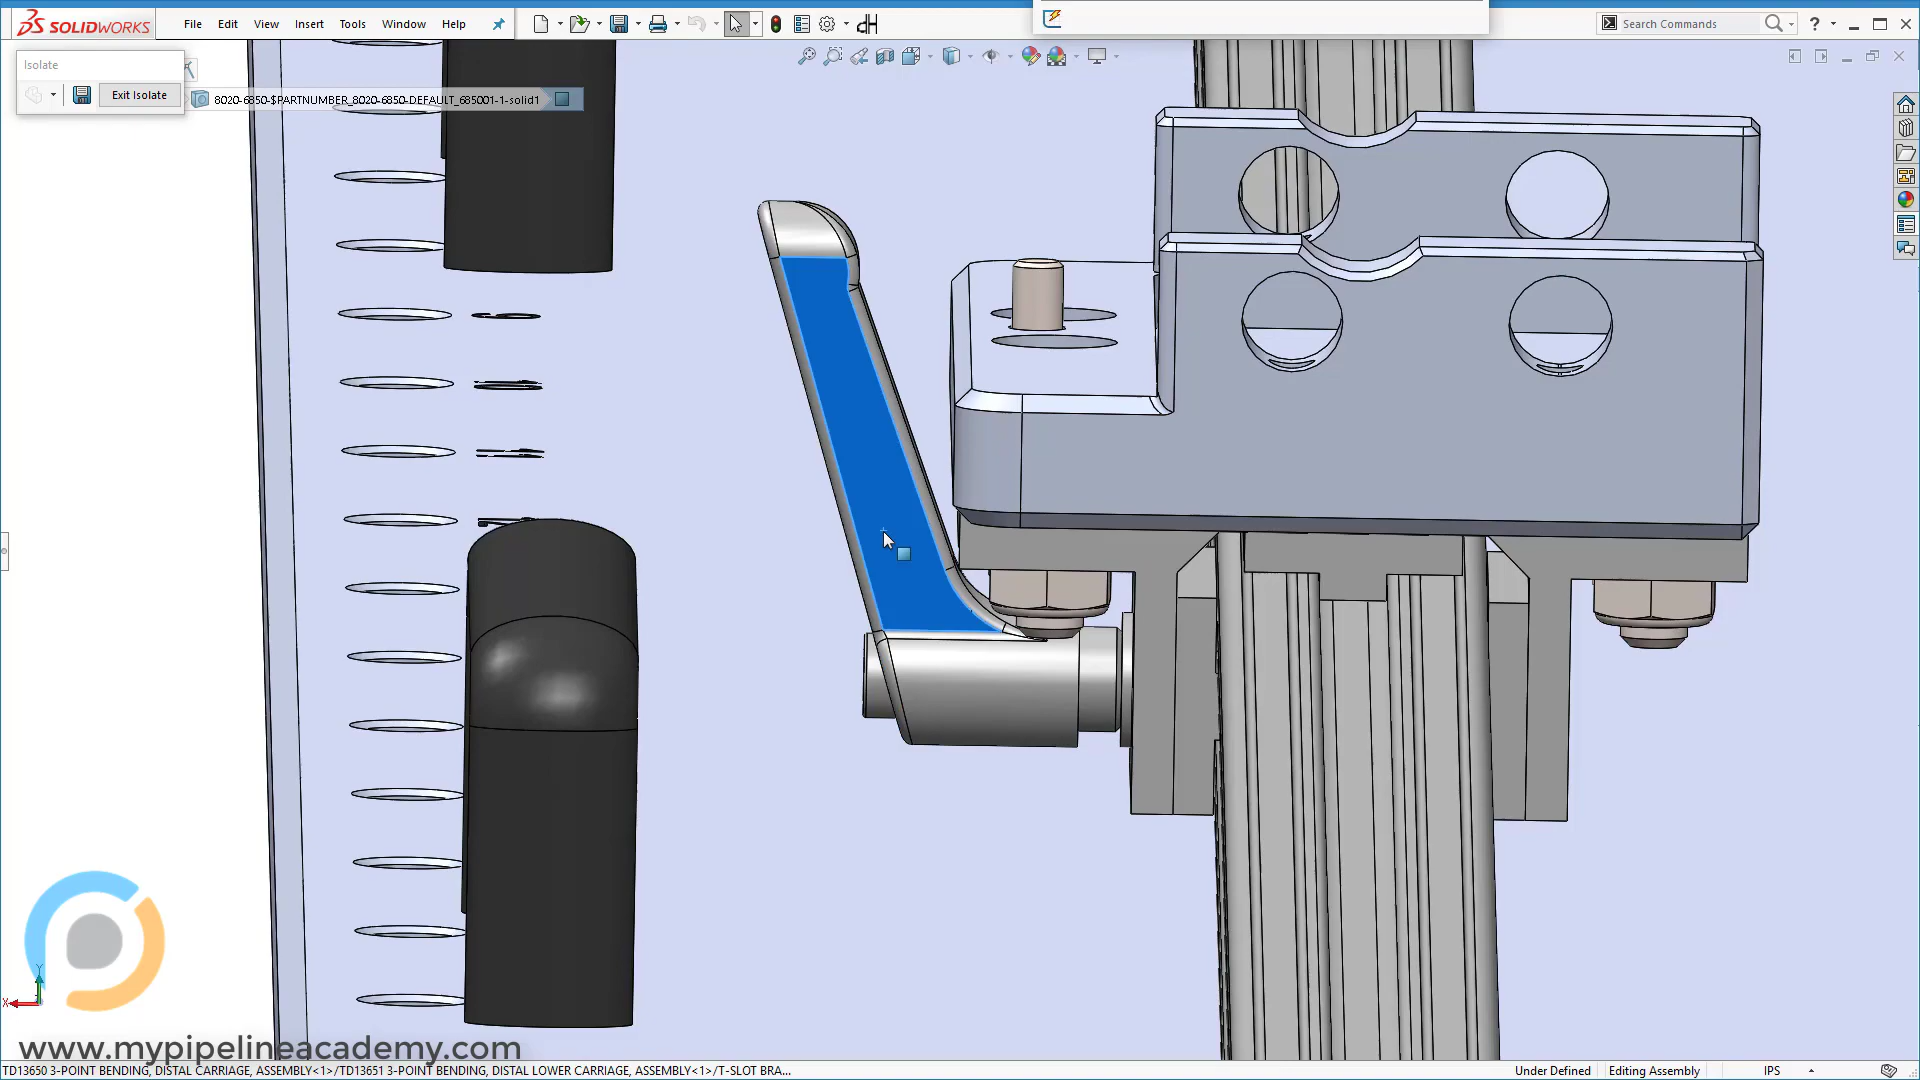 SOLIDWORKS
File Edit View Insert Tools Window Help
Search Commands
?
Isolate
Exit Isolate
8020-6850-$PARTNUMBER_8020-6850-DEFAULT_685001-1-solid1
Y
X
www.mypipelineacademy.com
TD13650 3-POINT BENDING, DISTAL CARRIAGE, ASSEMBLY<1>/TD13651 3-POINT BENDING, DISTAL LOWER CARRIAGE, ASSEMBLY<1>/T-SLOT BRA...
Under Defined Editing Assembly IPS